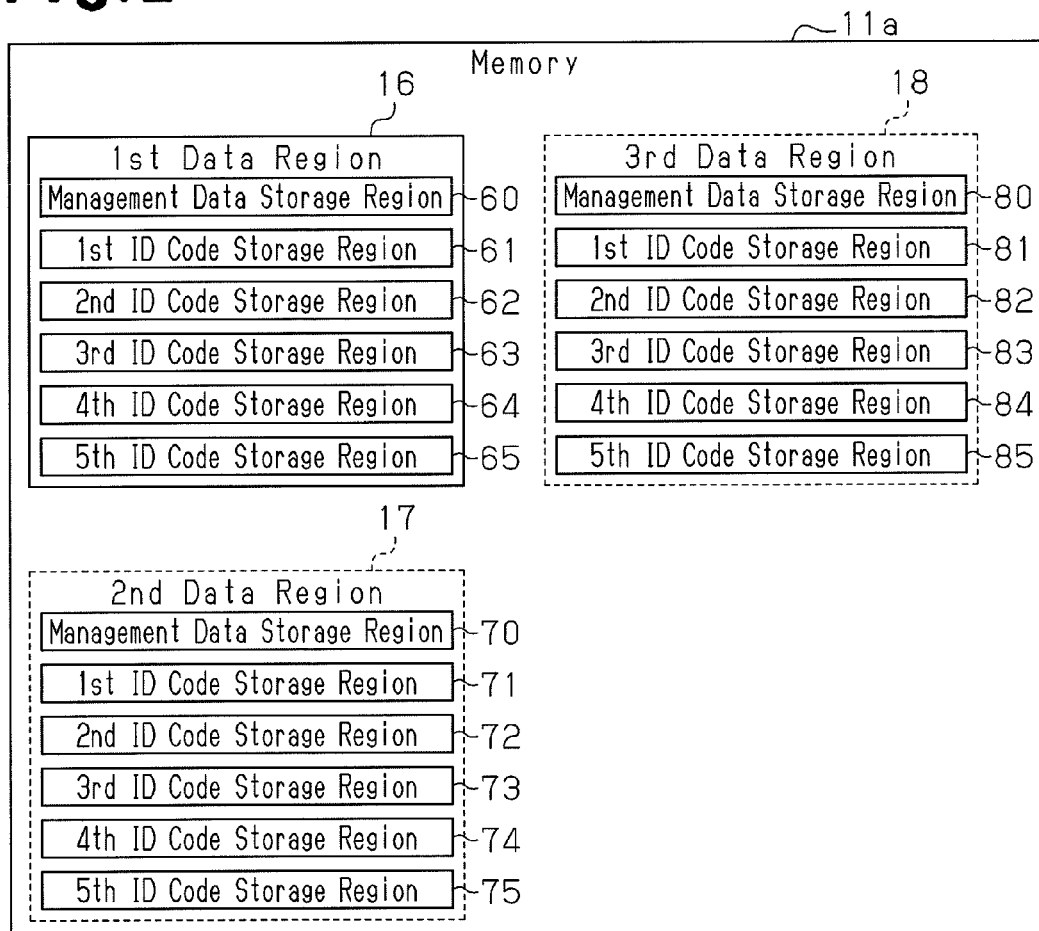 11a
Memory
16
1st Data Region
Management Data Storage Region 60
1st ID Code Storage Region 61
2nd ID Code Storage Region 62
3rd ID Code Storage Region 63
4th ID Code Storage Region 64
5th ID Code Storage Region 65
18
3rd Data Region
Management Data Storage Region 80
1st ID Code Storage Region 81
2nd ID Code Storage Region 82
3rd ID Code Storage Region 83
4th ID Code Storage Region 84
5th ID Code Storage Region 85
17
2nd Data Region
Management Data Storage Region 70
1st ID Code Storage Region 71
2nd ID Code Storage Region 72
3rd ID Code Storage Region 73
4th ID Code Storage Region 74
5th ID Code Storage Region 75